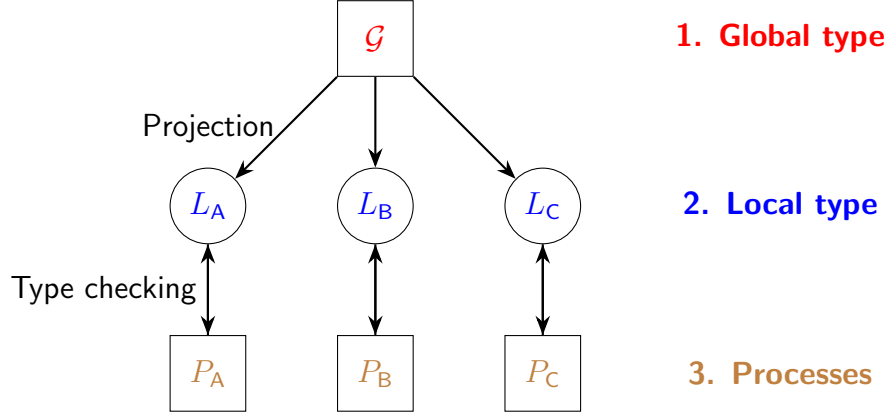 𝒢 1. Global type
Projection
L_A L_B L_C 2. Local type
Type checking
P_A P_B P_C 3. Processes